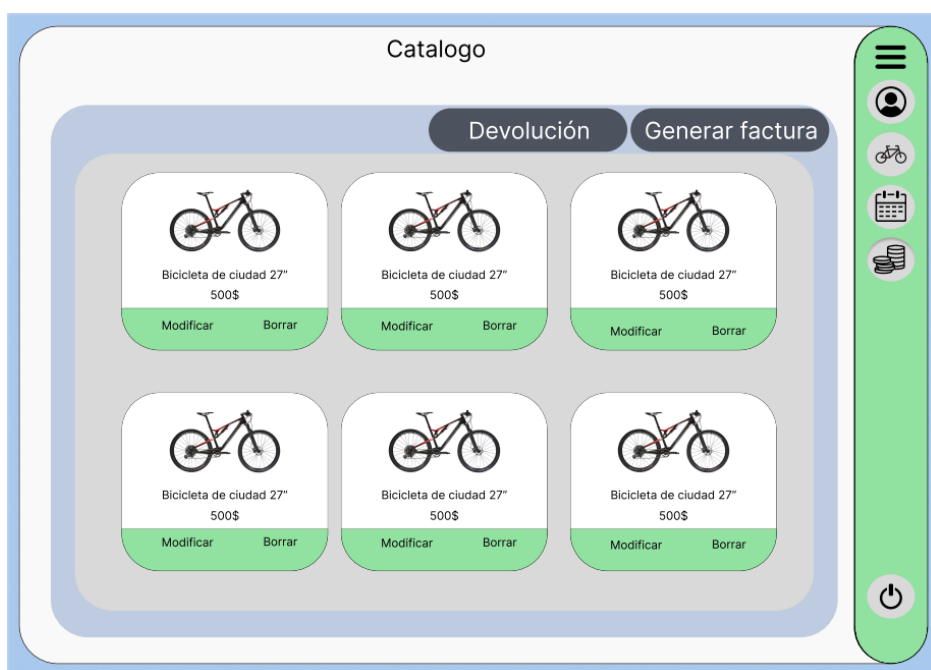 Catalogo
Devolución
Generar factura
Bicicleta de ciudad 27”
500$
Modificar
Borrar
Bicicleta de ciudad 27”
500$
Modificar
Borrar
Bicicleta de ciudad 27”
500$
Modificar
Borrar
Bicicleta de ciudad 27”
500$
Modificar
Borrar
Bicicleta de ciudad 27”
500$
Modificar
Borrar
Bicicleta de ciudad 27”
500$
Modificar
Borrar